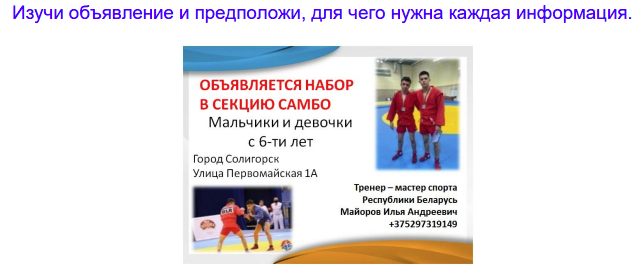 Изучи объявление и предположи, для чего нужна каждая информация.
ОБЪЯВЛЯЕТСЯ НАБОР
В СЕКЦИЮ САМБО
Мальчики и девочки
с 6-ти лет
Город Солигорск
Улица Первомайская 1А
Тренер – мастер спорта
Республики Беларусь
Майоров Илья Андреевич
+375297319149